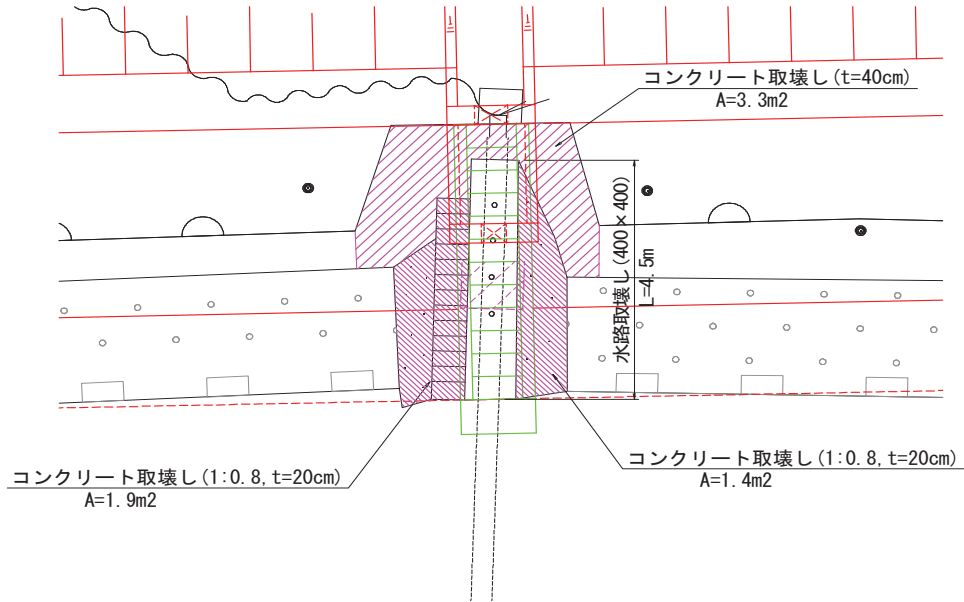 コンクリート取壊し(t=40cm)
A=3.3m2
水路取壊し(400×400)
L=4.5m
コンクリート取壊し(1:0.8,t=20cm)
A=1.9m2
コンクリート取壊し(1:0.8,t=20cm)
A=1.4m2